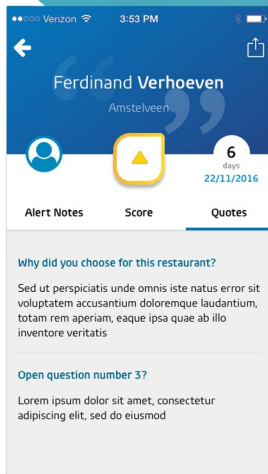 Verizon 3:53 PM
Ferdinand Verhoeven
Amstelveen
6
days
22/11/2016
Alert Notes Score Quotes
Why did you choose for this restaurant?
Sed ut perspiciatis unde omnis iste natus error sit
voluptatem accusantium doloremque laudantium,
totam rem aperiam, eaque ipsa quae ab illo
inventore veritatis
Open question number 3?
Lorem ipsum dolor sit amet, consectetur
adipiscing elit, sed do eiusmod